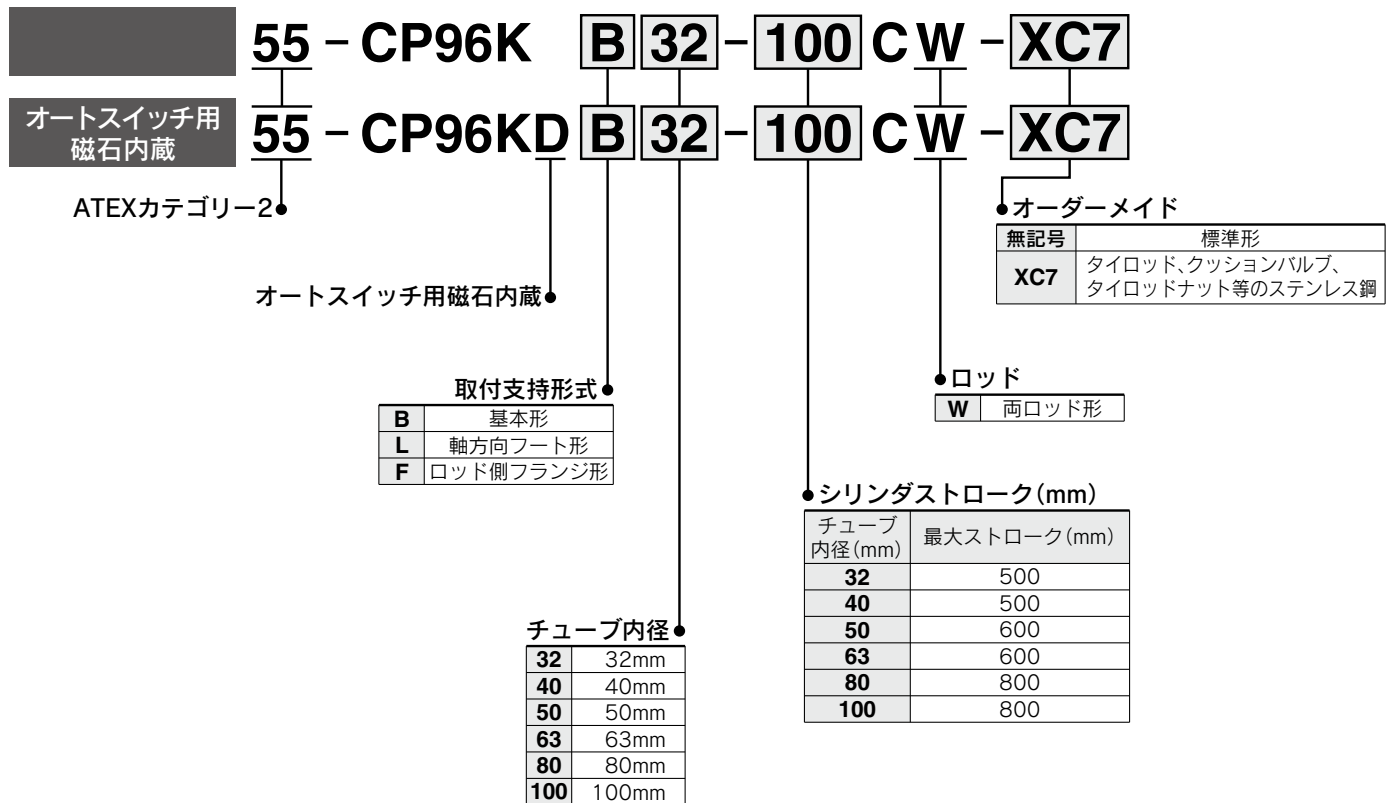 55-CP96K B 32-100 CW-XC7
オートスイッチ用
磁石内蔵
55-CP96KD B 32-100 CW-XC7
ATEXカテゴリー2
オートスイッチ用磁石内蔵
取付支持形式
B 基本形
L 軸方向フート形
F ロッド側フランジ形
チューブ内径
32 32mm
40 40mm
50 50mm
63 63mm
80 80mm
100 100mm
シリンダストローク(mm)
チューブ
内径(mm) 最大ストローク(mm)
32 500
40 500
50 600
63 600
80 800
100 800
ロッド
W 両ロッド形
オーダーメイド
無記号 標準形
XC7 タイロッド、クッションバルブ、
タイロッドナット等のステンレス鋼